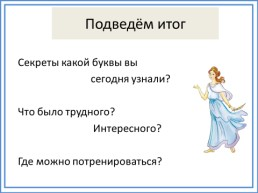 Подведём итог
Секреты какой буквы вы
сегодня узнали?
Что было трудного?
Интересного?
Где можно потренироваться?